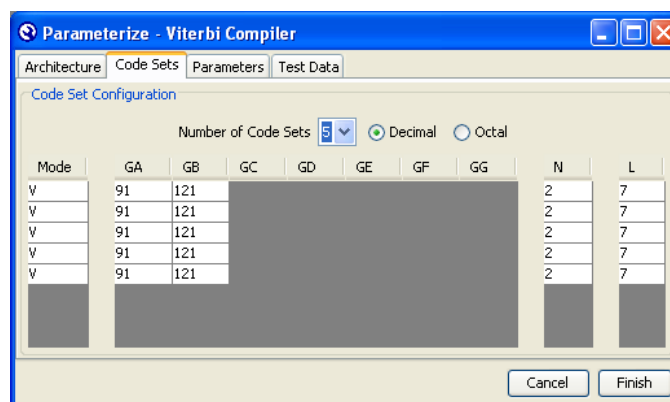 Parameterize - Viterbi Compiler
Architecture Code Sets Parameters Test Data
Code Set Configuration
Number of Code Sets 5 Decimal Octal
Mode GA GB GC GD GE GF GG N L
V 91 121 2 7
V 91 121 2 7
V 91 121 2 7
V 91 121 2 7
V 91 121 2 7
Cancel Finish